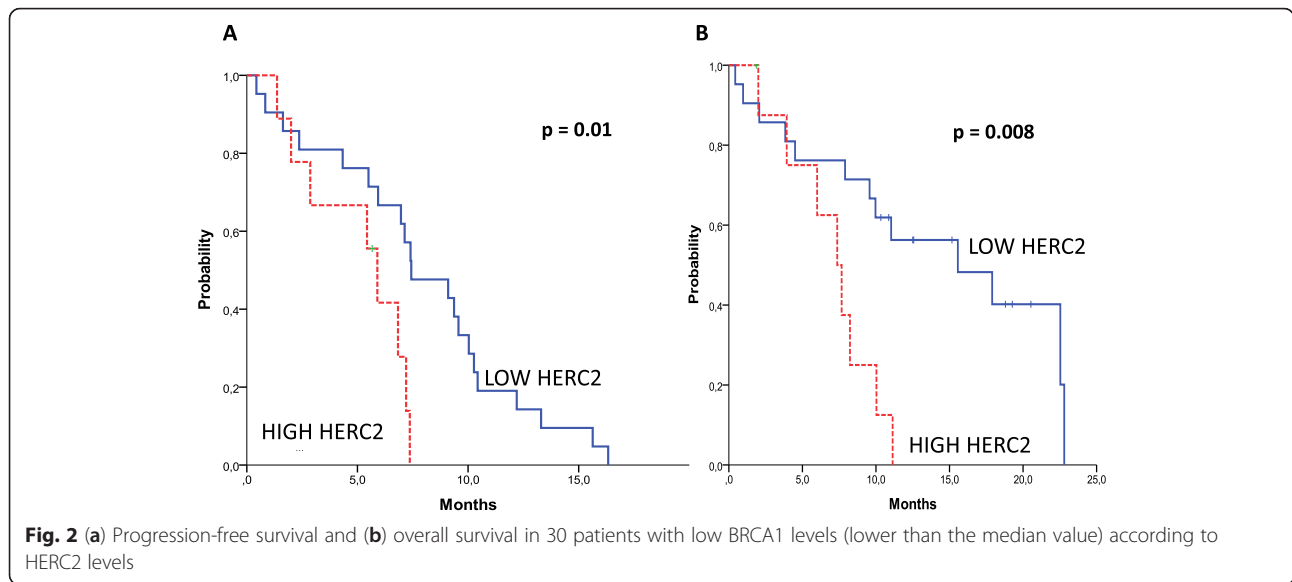 A
B
1,0
0,8
0,6
0,4
0,2
0,0
Probability
p = 0.01
LOW HERC2
HIGH HERC2
...
,0
5,0
10,0
15,0
Months
1,0
0,8
0,6
0,4
0,2
0,0
Probability
p = 0.008
LOW HERC2
HIGH HERC2
,0
5,0
10,0
15,0
20,0
25,0
Months
Fig. 2 (a) Progression-free survival and (b) overall survival in 30 patients with low BRCA1 levels (lower than the median value) according to
HERC2 levels